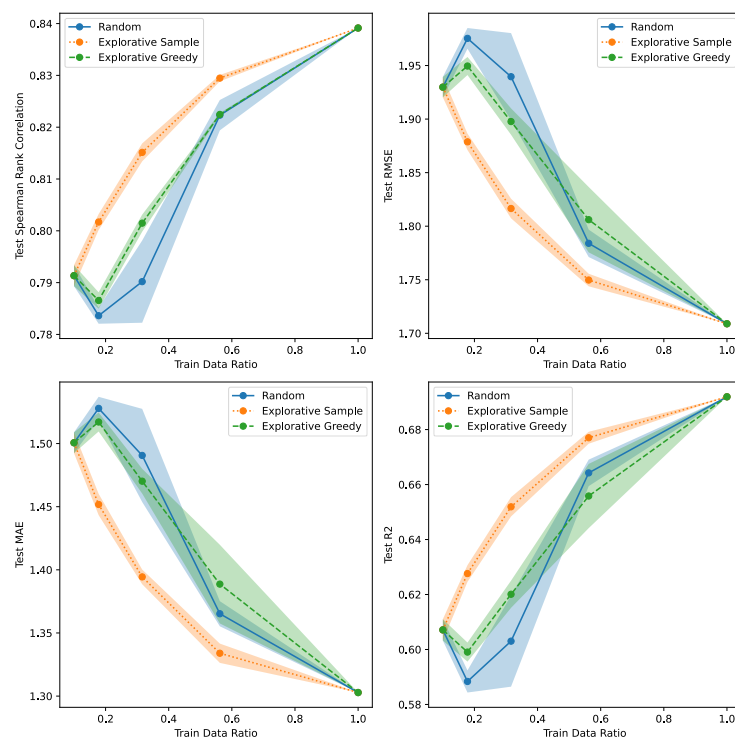 0.84
0.83
0.82
0.81
0.80
0.79
0.78
Test Spearman Rank Correlation
Random
Explorative Sample
Explorative Greedy
0.2
0.4
0.6
0.8
1.0
Train Data Ratio
1.95
1.90
1.85
1.80
1.75
1.70
Test RMSE
Random
Explorative Sample
Explorative Greedy
0.2
0.4
0.6
0.8
1.0
Train Data Ratio
1.50
1.45
1.40
1.35
1.30
Test MAE
Random
Explorative Sample
Explorative Greedy
0.2
0.4
0.6
0.8
1.0
Train Data Ratio
0.68
0.66
0.64
0.62
0.60
0.58
Test R2
Random
Explorative Sample
Explorative Greedy
0.2
0.4
0.6
0.8
1.0
Train Data Ratio